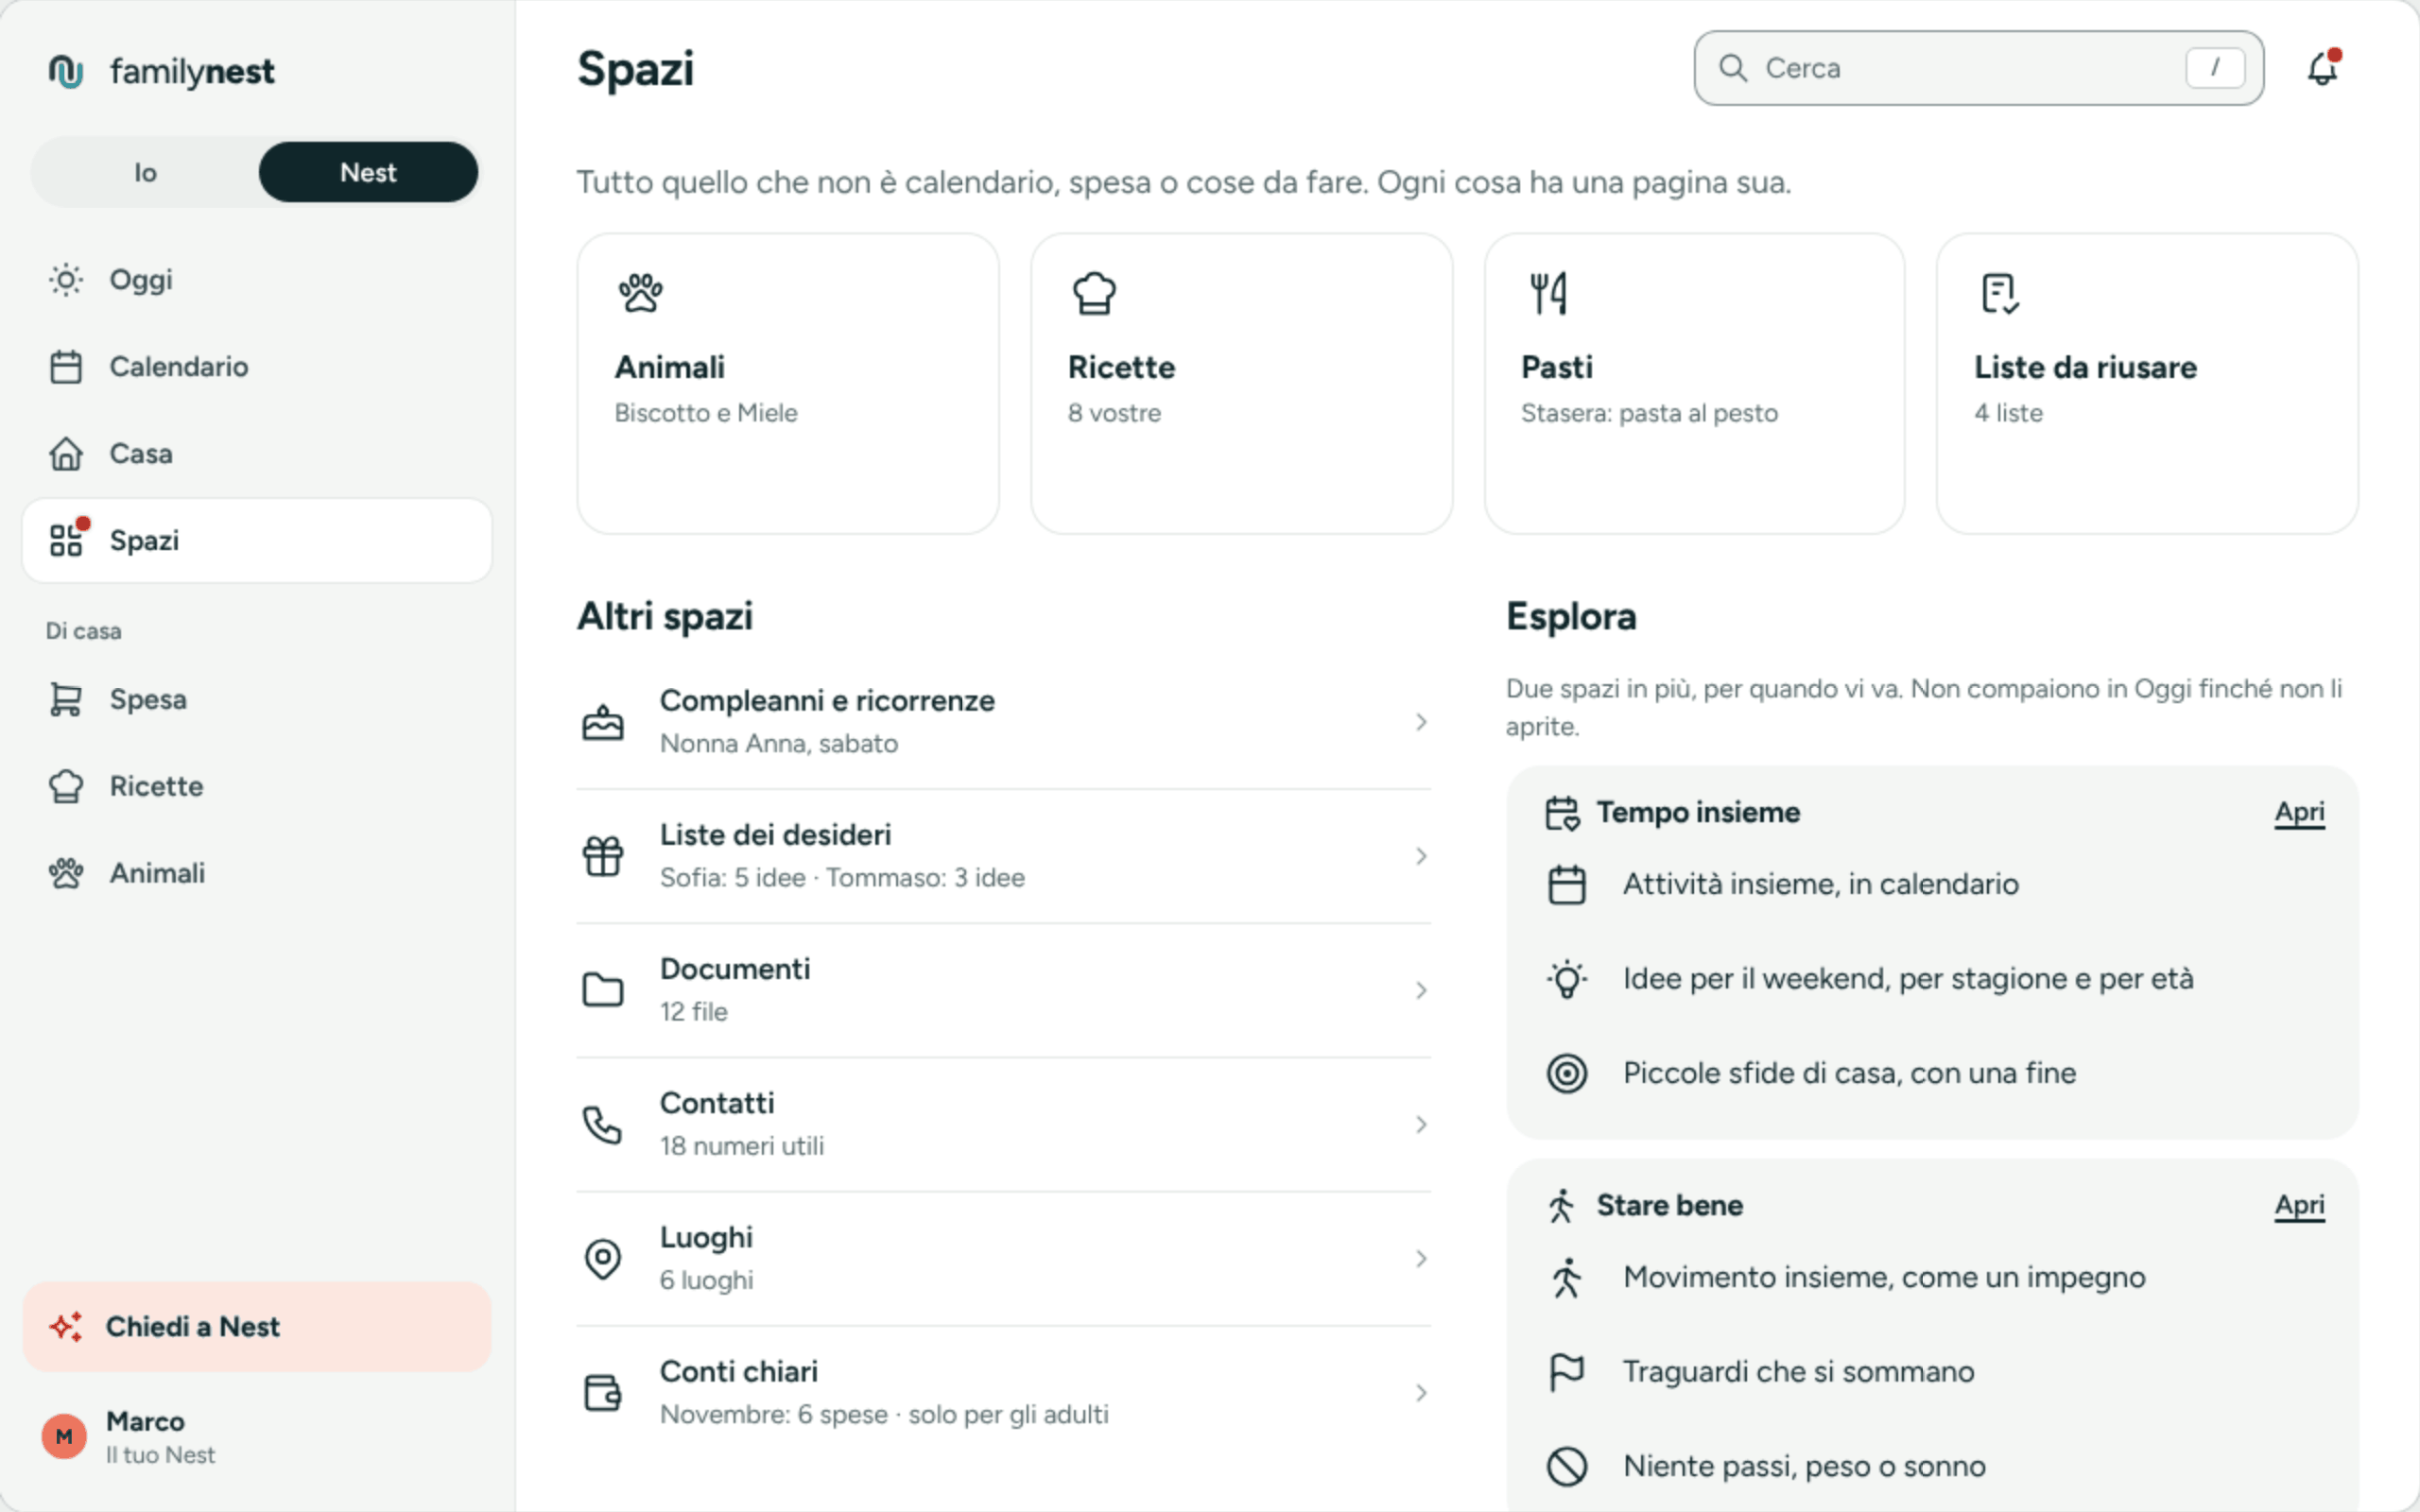 familynest
Io
Nest
Oggi
Calendario
Casa
Spazi
Di casa
Spesa
Ricette
Animali
Chiedi a Nest
M
Marco
Il tuo Nest
Spazi
Cerca
/
Tutto quello che non è calendario, spesa o cose da fare. Ogni cosa ha una pagina sua.
Animali
Biscotto e Miele
Ricette
8 vostre
Pasti
Stasera: pasta al pesto
Liste da riusare
4 liste
Altri spazi
Compleanni e ricorrenze
Nonna Anna, sabato
Liste dei desideri
Sofia: 5 idee · Tommaso: 3 idee
Documenti
12 file
Contatti
18 numeri utili
Luoghi
6 luoghi
Conti chiari
Novembre: 6 spese · solo per gli adulti
Esplora
Due spazi in più, per quando vi va. Non compaiono in Oggi finché non li
aprite.
Tempo insieme
Apri
Attività insieme, in calendario
Idee per il weekend, per stagione e per età
Piccole sfide di casa, con una fine
Stare bene
Apri
Movimento insieme, come un impegno
Traguardi che si sommano
Niente passi, peso o sonno